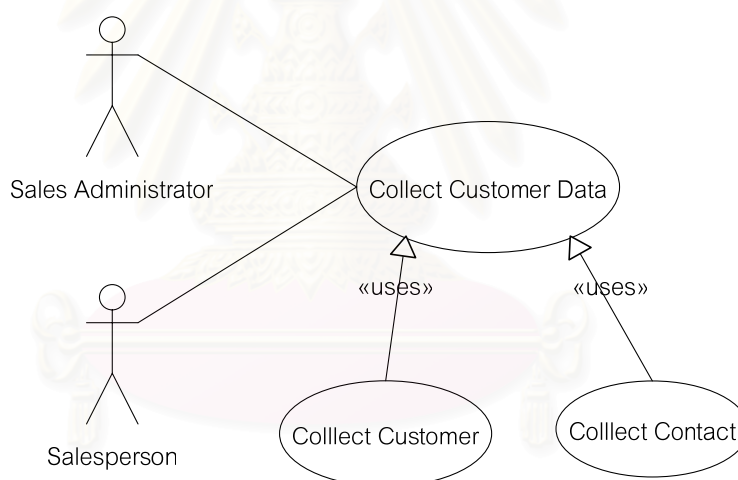 Sales Administrator
Collect Customer Data
«uses»
«uses»
Salesperson
Colllect Customer
Colllect Contact